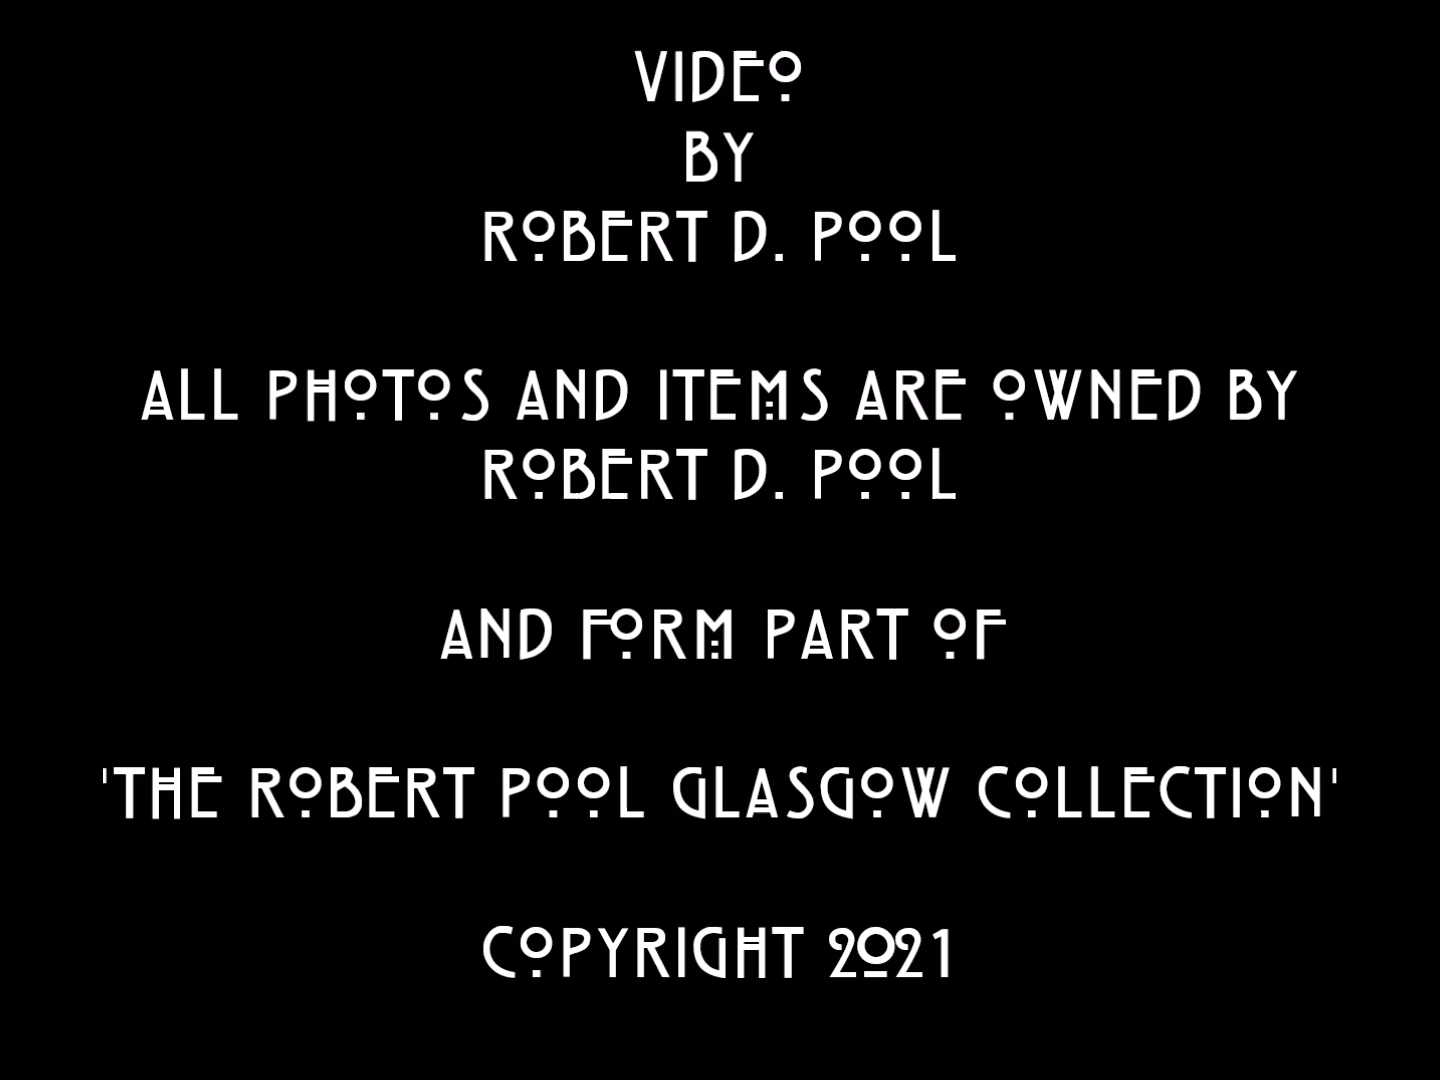 VIDEO
BY
ROBERT D. POOL
ALL PHOTOS AND ITEMS ARE OWNED BY
ROBERT D. POOL
AND FORM PART OF
'THE ROBERT POOL GLASGOW COLLECTION'
COPYRIGHT 2021